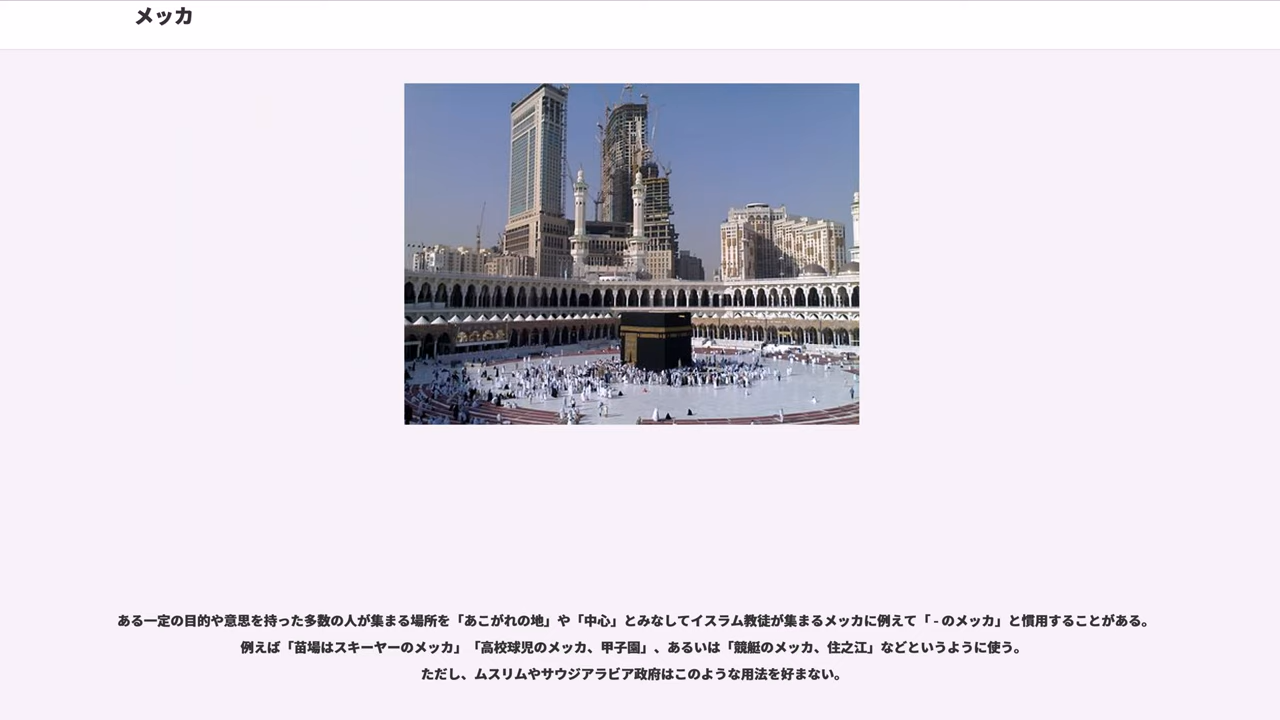 メッカ
ある一定の目的や意思を持った多数の人が集まる場所を「あこがれの地」や「中心」とみなしてイスラム教徒が集まるメッカに例えて「 - のメッカ」と慣用することがある。
例えば「苗場はスキーヤーのメッカ」「高校球児のメッカ、甲子園」、あるいは「競艇のメッカ、住之江」などというように使う。
ただし、ムスリムやサウジアラビア政府はこのような用法を好まない。